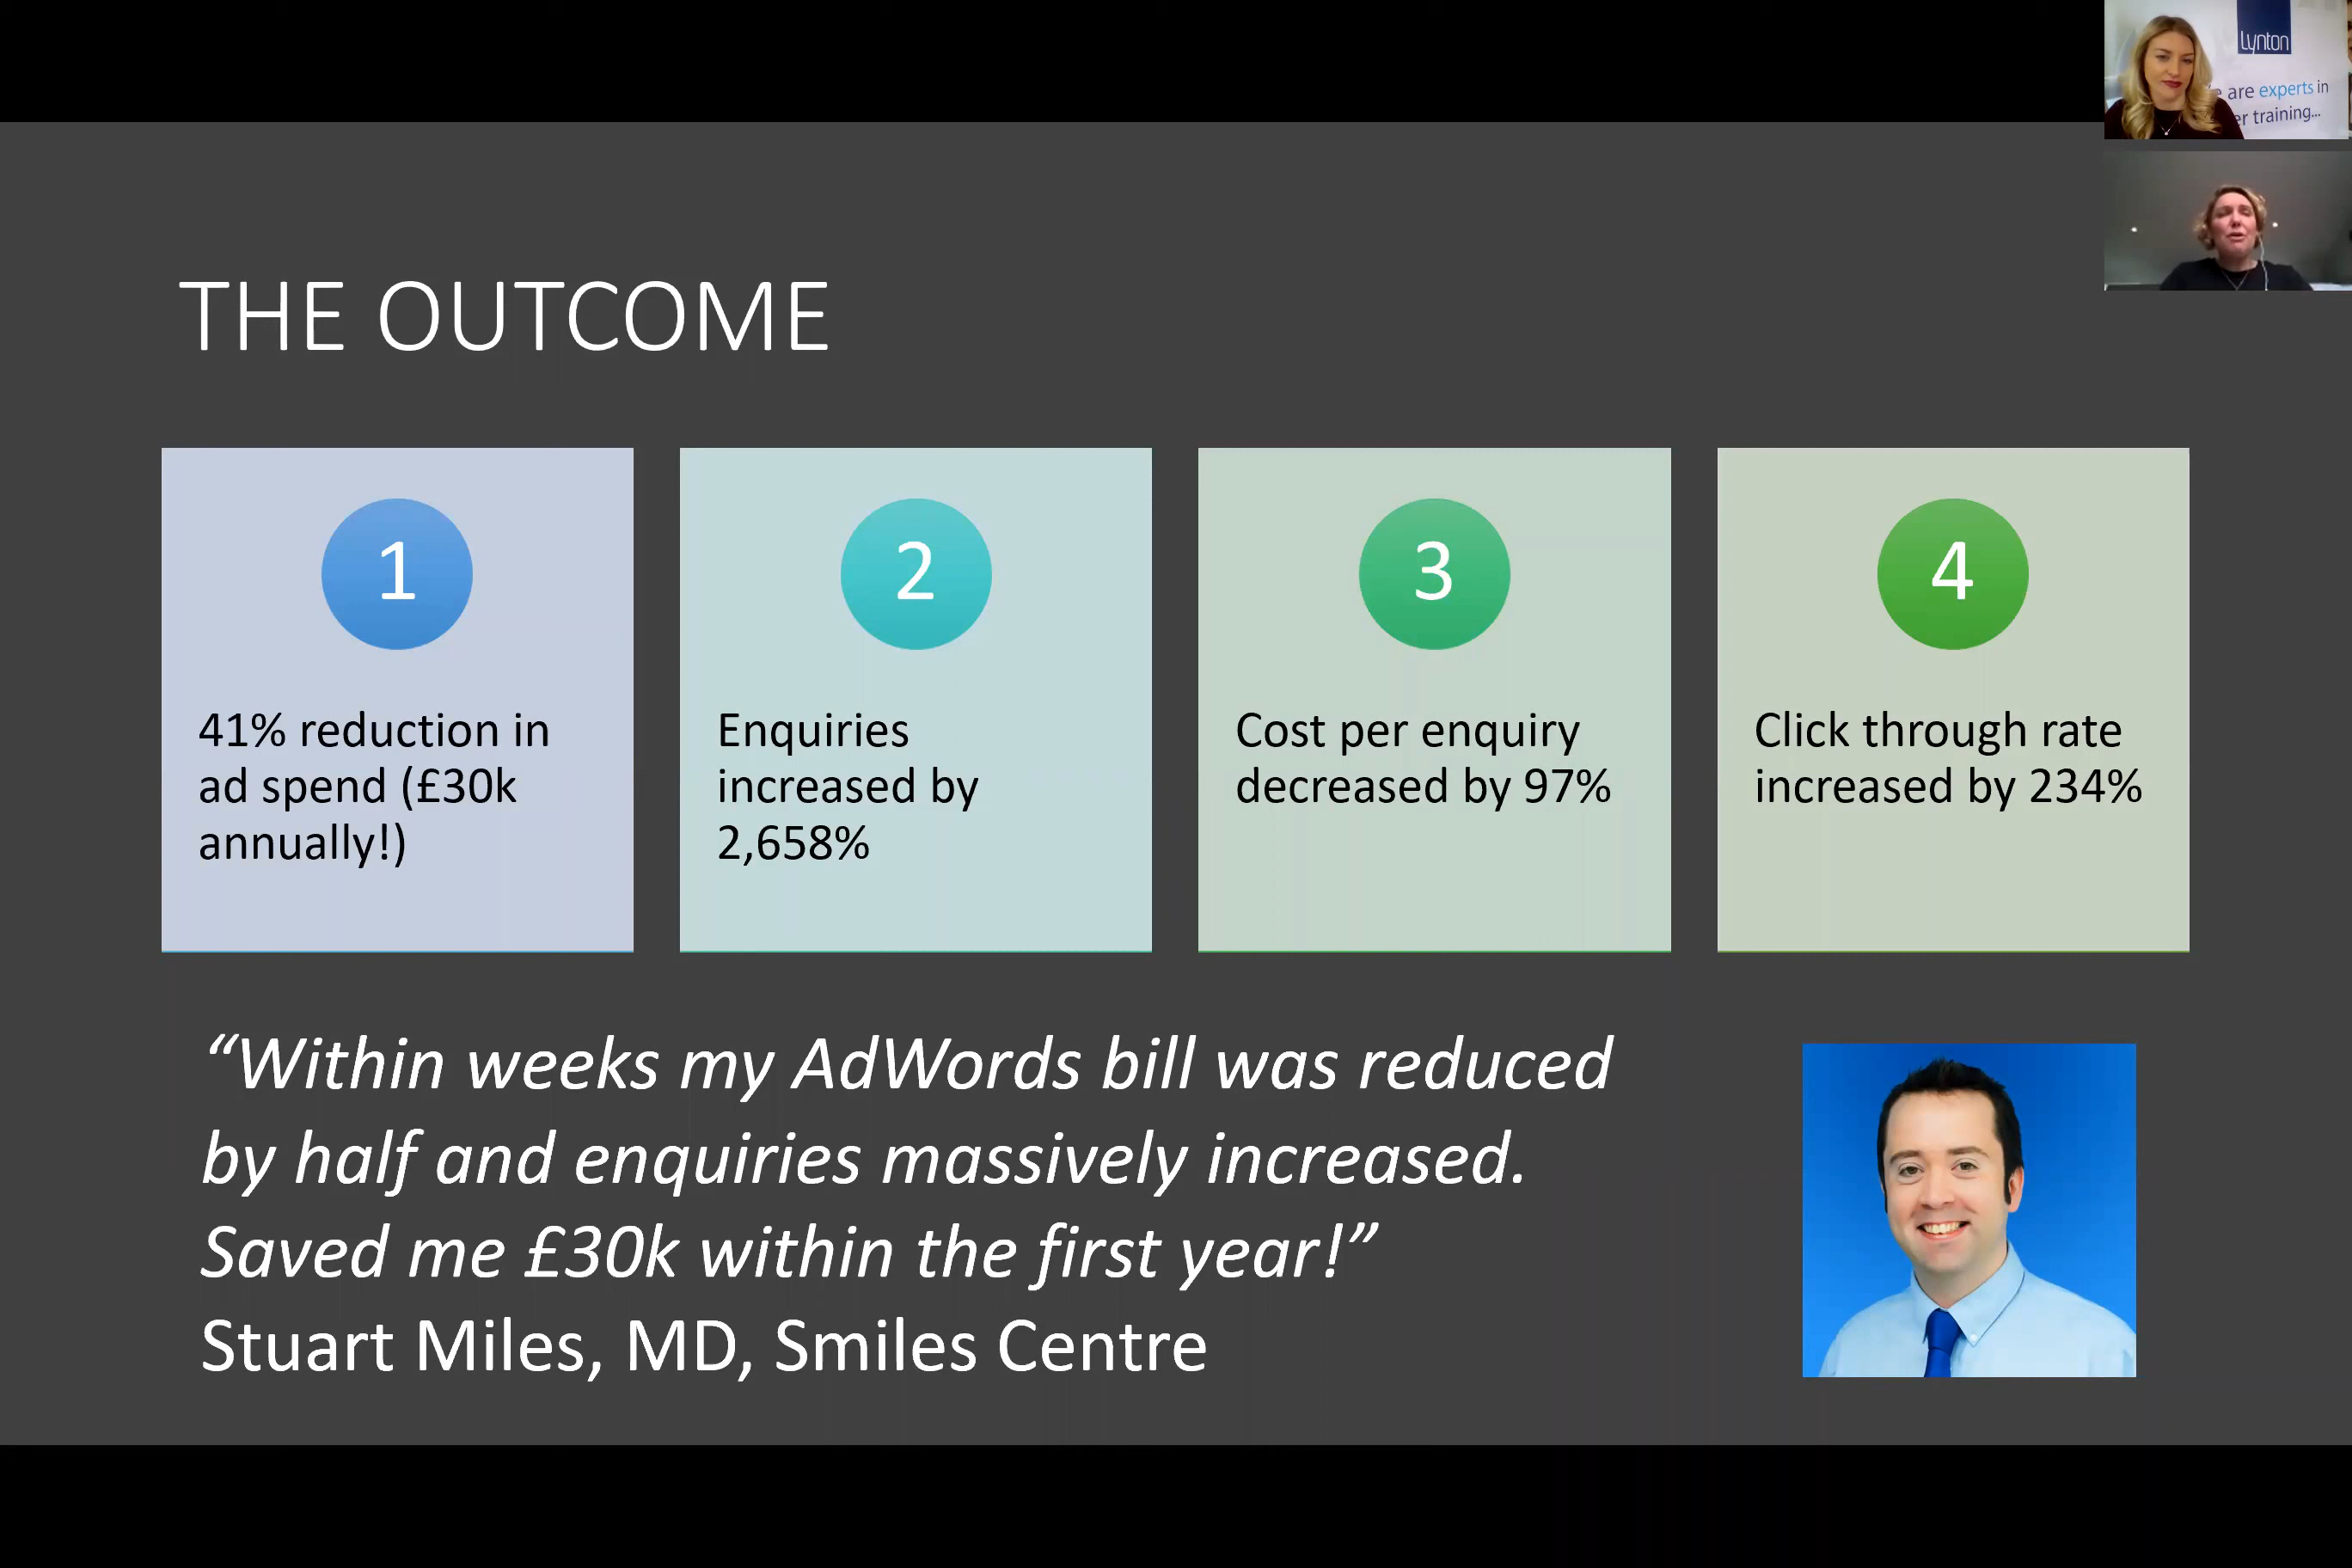 Lynton
are experts in
er training...
THE OUTCOME
1
41% reduction in
ad spend (£30k
annually!)
2
Enquiries
increased by
2,658%
3
Cost per enquiry
decreased by 97%
4
Click through rate
increased by 234%
“Within weeks my AdWords bill was reduced
by half and enquiries massively increased.
Saved me £30k within the first year!”
Stuart Miles, MD, Smiles Centre